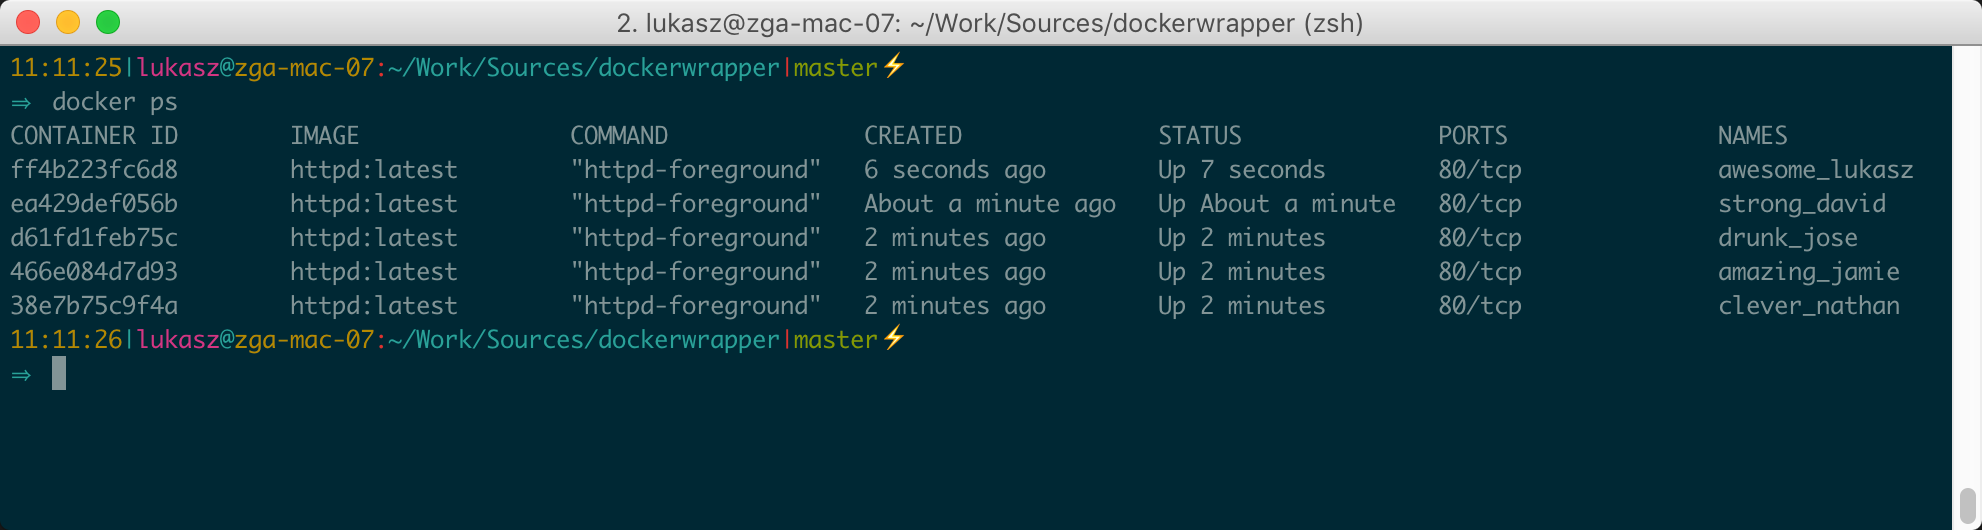 2. lukasz@zga-mac-07: ~/Work/Sources/dockerwrapper (zsh)
11:11:25|lukasz@zga-mac-07:~/Work/Sources/dockerwrapper|master⚡
⇒ docker ps
CONTAINER ID        IMAGE               COMMAND              CREATED              STATUS              PORTS               NAMES
ff4b223fc6d8        httpd:latest        "httpd-foreground"   6 seconds ago        Up 7 seconds        80/tcp              awesome_lukasz
ea429def056b        httpd:latest        "httpd-foreground"   About a minute ago   Up About a minute   80/tcp              strong_david
d61fd1feb75c        httpd:latest        "httpd-foreground"   2 minutes ago        Up 2 minutes        80/tcp              drunk_jose
466e084d7d93        httpd:latest        "httpd-foreground"   2 minutes ago        Up 2 minutes        80/tcp              amazing_jamie
38e7b75c9f4a        httpd:latest        "httpd-foreground"   2 minutes ago        Up 2 minutes        80/tcp              clever_nathan
11:11:26|lukasz@zga-mac-07:~/Work/Sources/dockerwrapper|master⚡
⇒